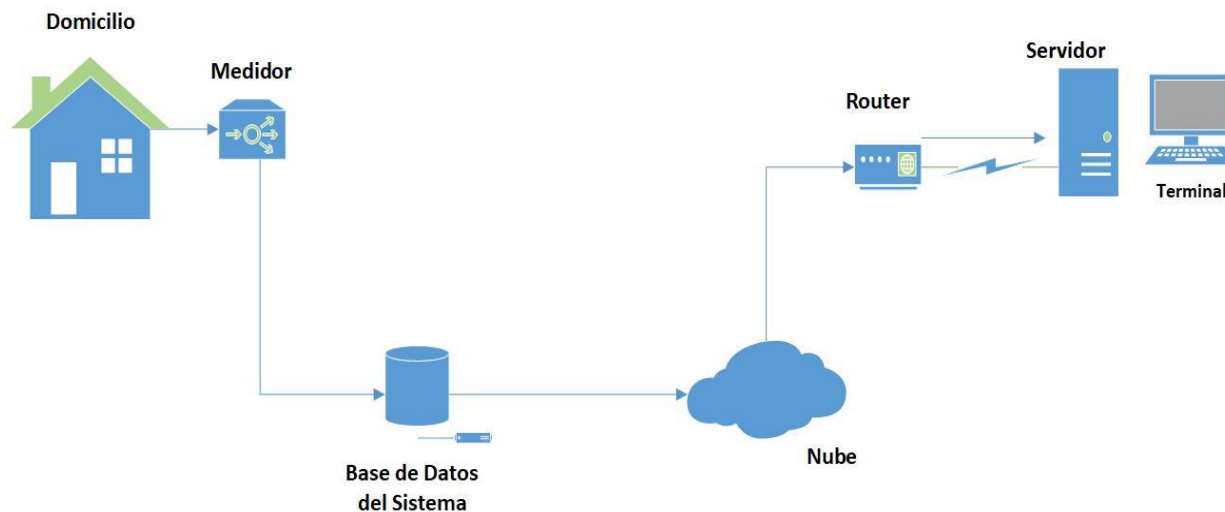 Domicilio
Medidor
Servidor
Router
Terminal
Nube
Base de Datos
del Sistema